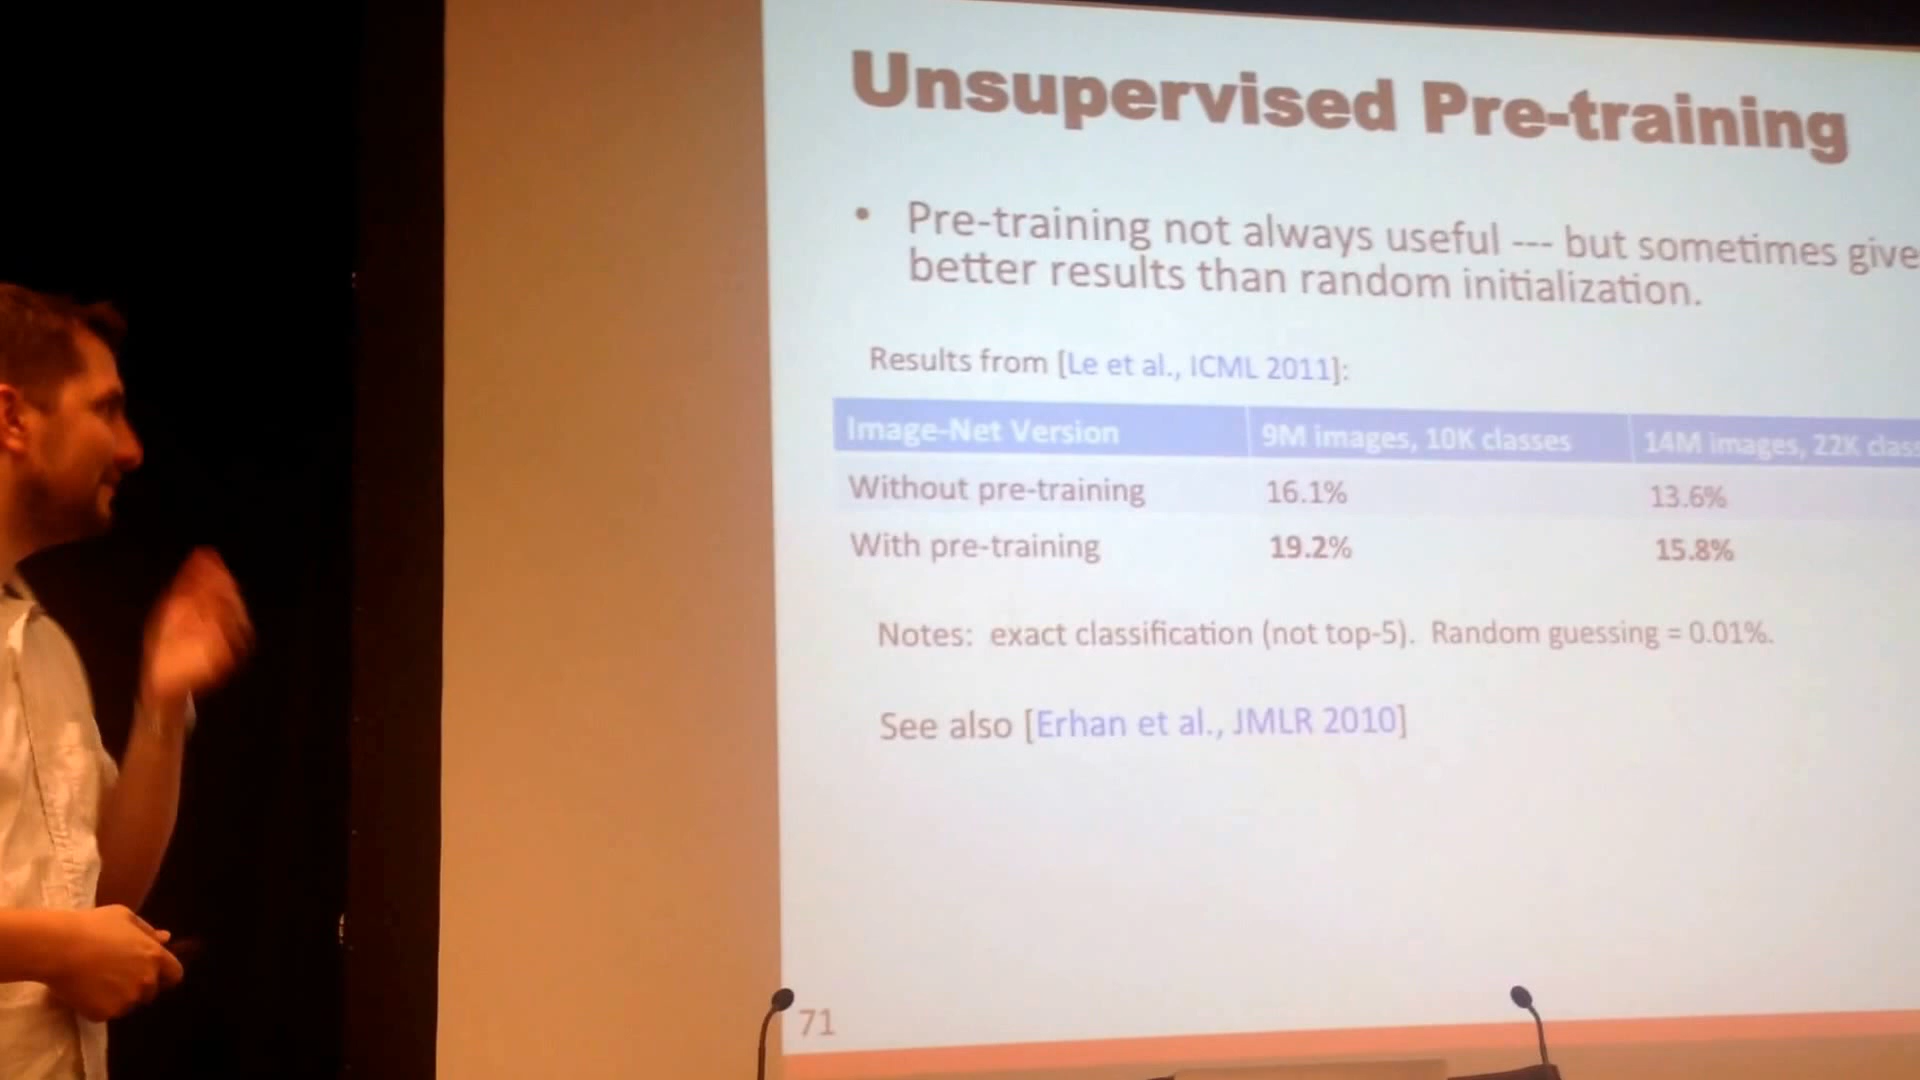 Unsupervised Pre-training
• Pre-training not always useful --- but sometimes give
better results than random initialization.
Results from [Le et al., ICML 2011]:
Image-Net Version 9M images, 10K classes 14M images, 22K class
Without pre-training 16.1% 13.6%
With pre-training 19.2% 15.8%
Notes: exact classification (not top-5). Random guessing = 0.01%.
See also [Erhan et al., JMLR 2010]
71